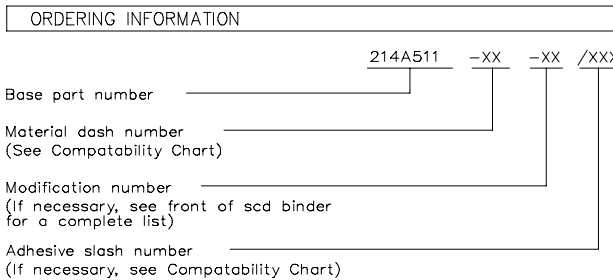 ORDERING INFORMATION
214A511 -XX -XX /XXX
Base part number
Material dash number
(See Compatability Chart)
Modification number
(If necessary, see front of scd binder
for a complete list)
Adhesive slash number
(If necessary, see Compatability Chart)